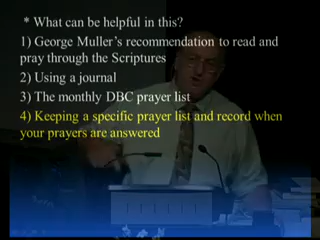 * What can be helpful in this?
1) George Muller's recommendation to read and
pray through the Scriptures
2) Using a journal
3) The monthly DBC prayer list
4) Keeping a specific prayer list and record when
your prayers are answered